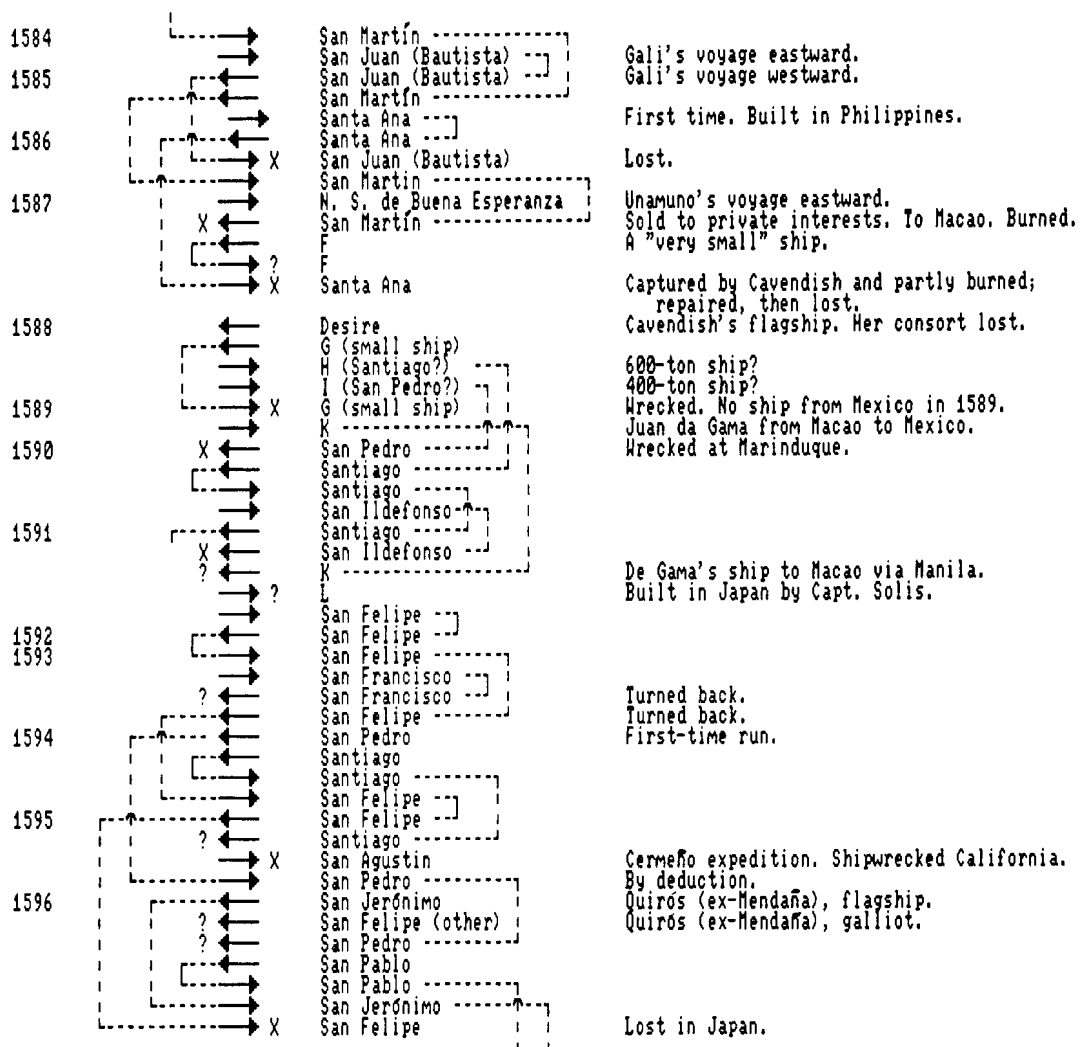 1584 San Martín
San Juan (Bautista) Gali's voyage eastward.
1585 San Juan (Bautista) Gali's voyage westward.
San Martín
Santa Ana First time. Built in Philippines.
1586 Santa Ana
X San Juan (Bautista) Lost.
San Martin
1587 N. S. de Buena Esperanza Unamuno's voyage eastward.
X San Martín Sold to private interests. To Macao. Burned.
F A "very small" ship.
? F
X Santa Ana Captured by Cavendish and partly burned;
repaired, then lost.
1588 Desire Cavendish's flagship. Her consort lost.
G (small ship)
H (Santiago?) 600-ton ship?
I (San Pedro?) 400-ton ship?
1589 X G (small ship) Wrecked. No ship from Mexico in 1589.
K Juan da Gama from Macao to Mexico.
1590 X San Pedro Wrecked at Marinduque.
Santiago
Santiago
San Ildefonso
1591 Santiago
X San Ildefonso
? K De Gama's ship to Macao via Manila.
? L Built in Japan by Capt. Solis.
San Felipe
1592 San Felipe
1593 San Felipe
San Francisco
? San Francisco Turned back.
San Felipe Turned back.
1594 San Pedro First-time run.
Santiago
Santiago
San Felipe
1595 San Felipe
? Santiago
X San Agustin Cermeño expedition. Shipwrecked California.
San Pedro By deduction.
1596 San Jerónimo Quirós (ex-Mendaña), flagship.
? San Felipe (other) Quirós (ex-Mendaña), galliot.
? San Pedro
San Pablo
San Pablo
San Jerónimo
X San Felipe Lost in Japan.